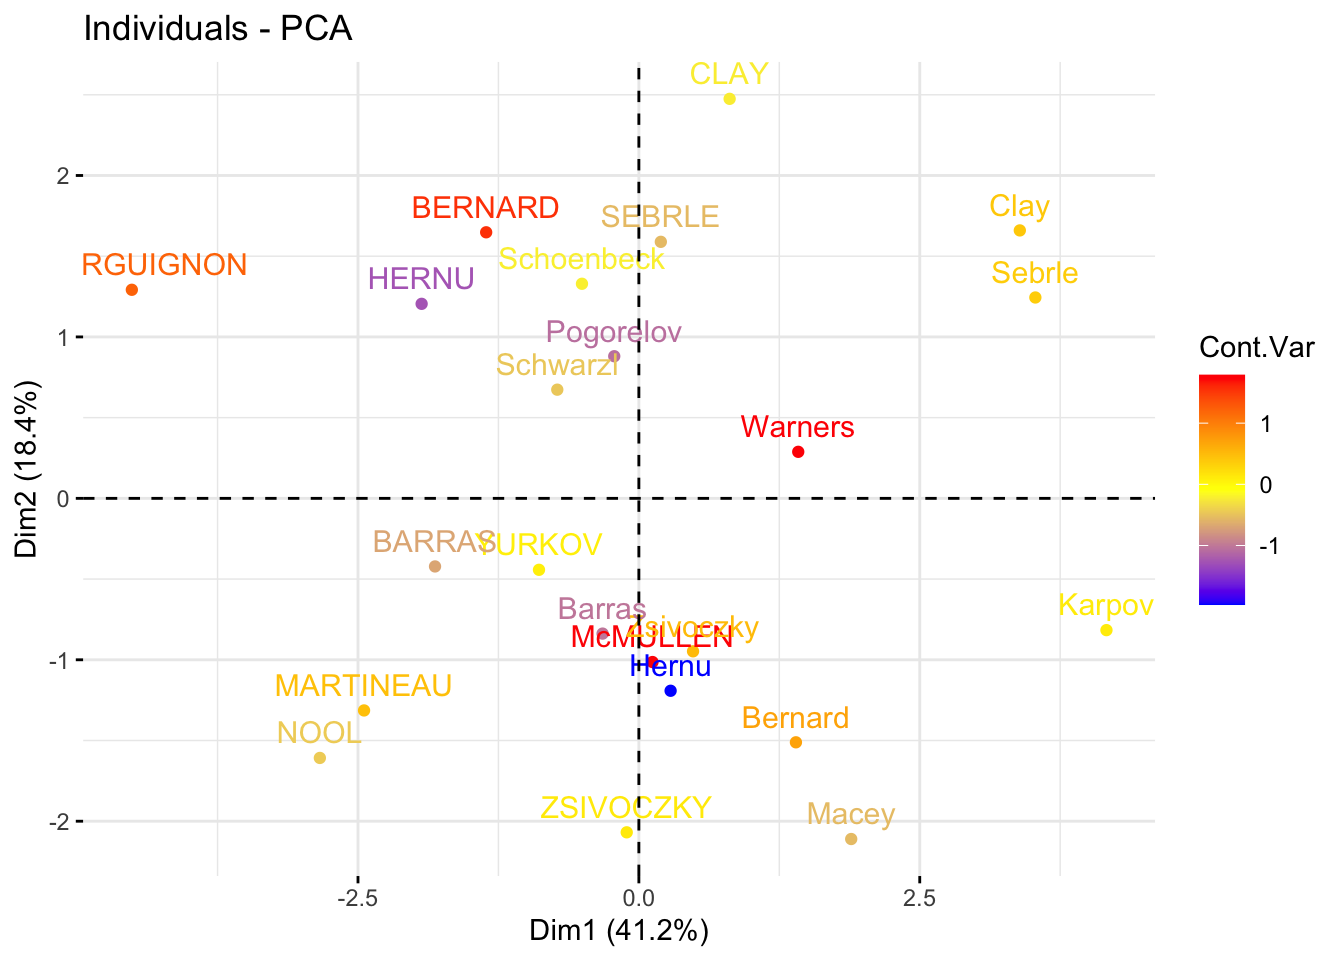 Individuals - PCA
CLAY
BERNARD
SEBRLE
Clay
RGUIGNON
HERNU
Schoenbeck
Sebrle
Pogorelov
Schwarzl
Warners
BARRAS
YURKOV
Barras
Zsivoczky
Karpov
McMULLEN
Hernu
MARTINEAU
NOOL
Bernard
ZSIVOCZKY
Macey
2
1
0
-1
-2
-2.5
0.0
2.5
Dim1 (41.2%)
Dim2 (18.4%)
Cont.Var
1
0
-1